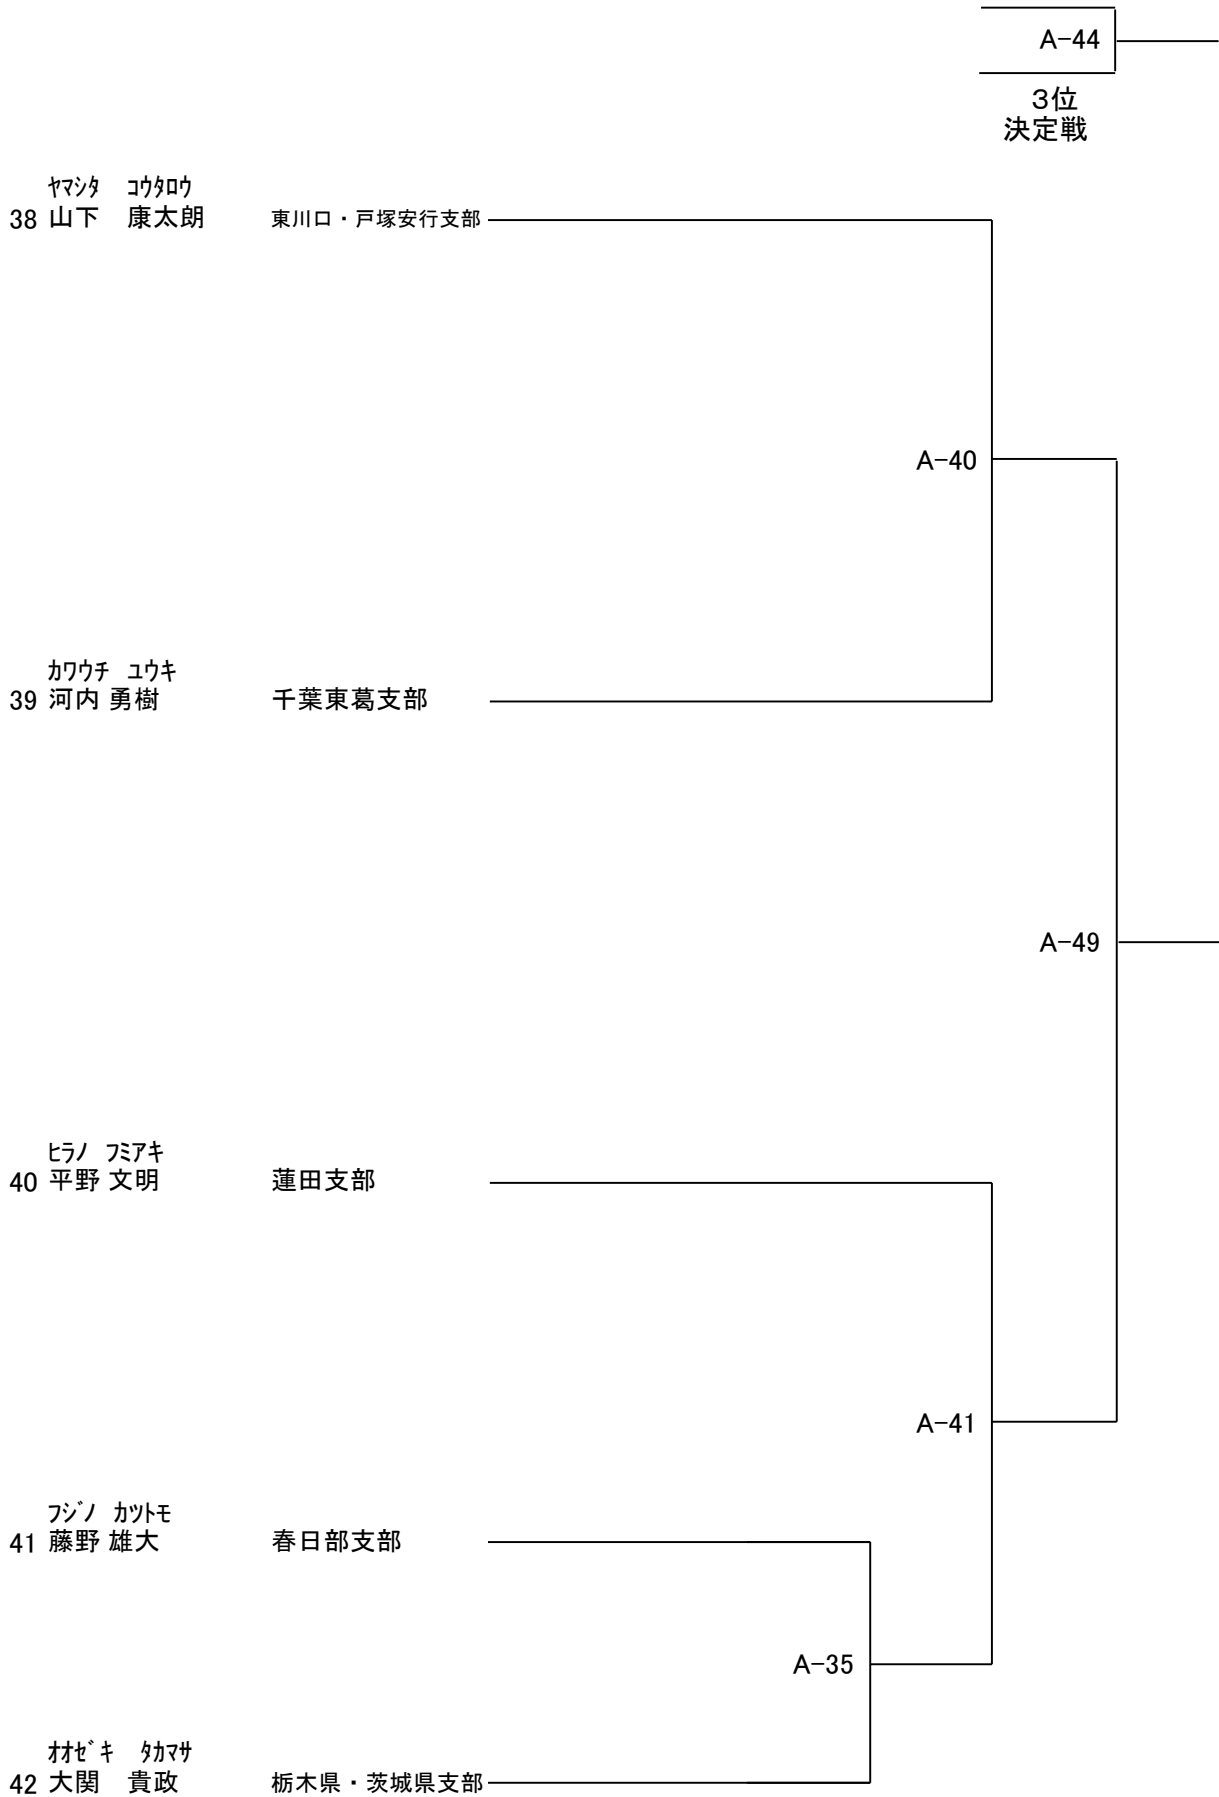 A-44
3位
決定戦
ﾔﾏｼﾀ　ｺｳﾀﾛｳ
38 山下　康太朗 東川口・戸塚安行支部
A-40
ｶﾜｳﾁ ﾕｳｷ
39 河内 勇樹 千葉東葛支部
A-49
ﾋﾗﾉ ﾌﾐｱｷ
40 平野 文明 蓮田支部
A-41
ﾌｼﾞﾉ ｶﾂﾄﾓ
41 藤野 雄大 春日部支部
A-35
ｵｵｾﾞｷ　ﾀｶﾏｻ
42 大関　貴政 栃木県・茨城県支部